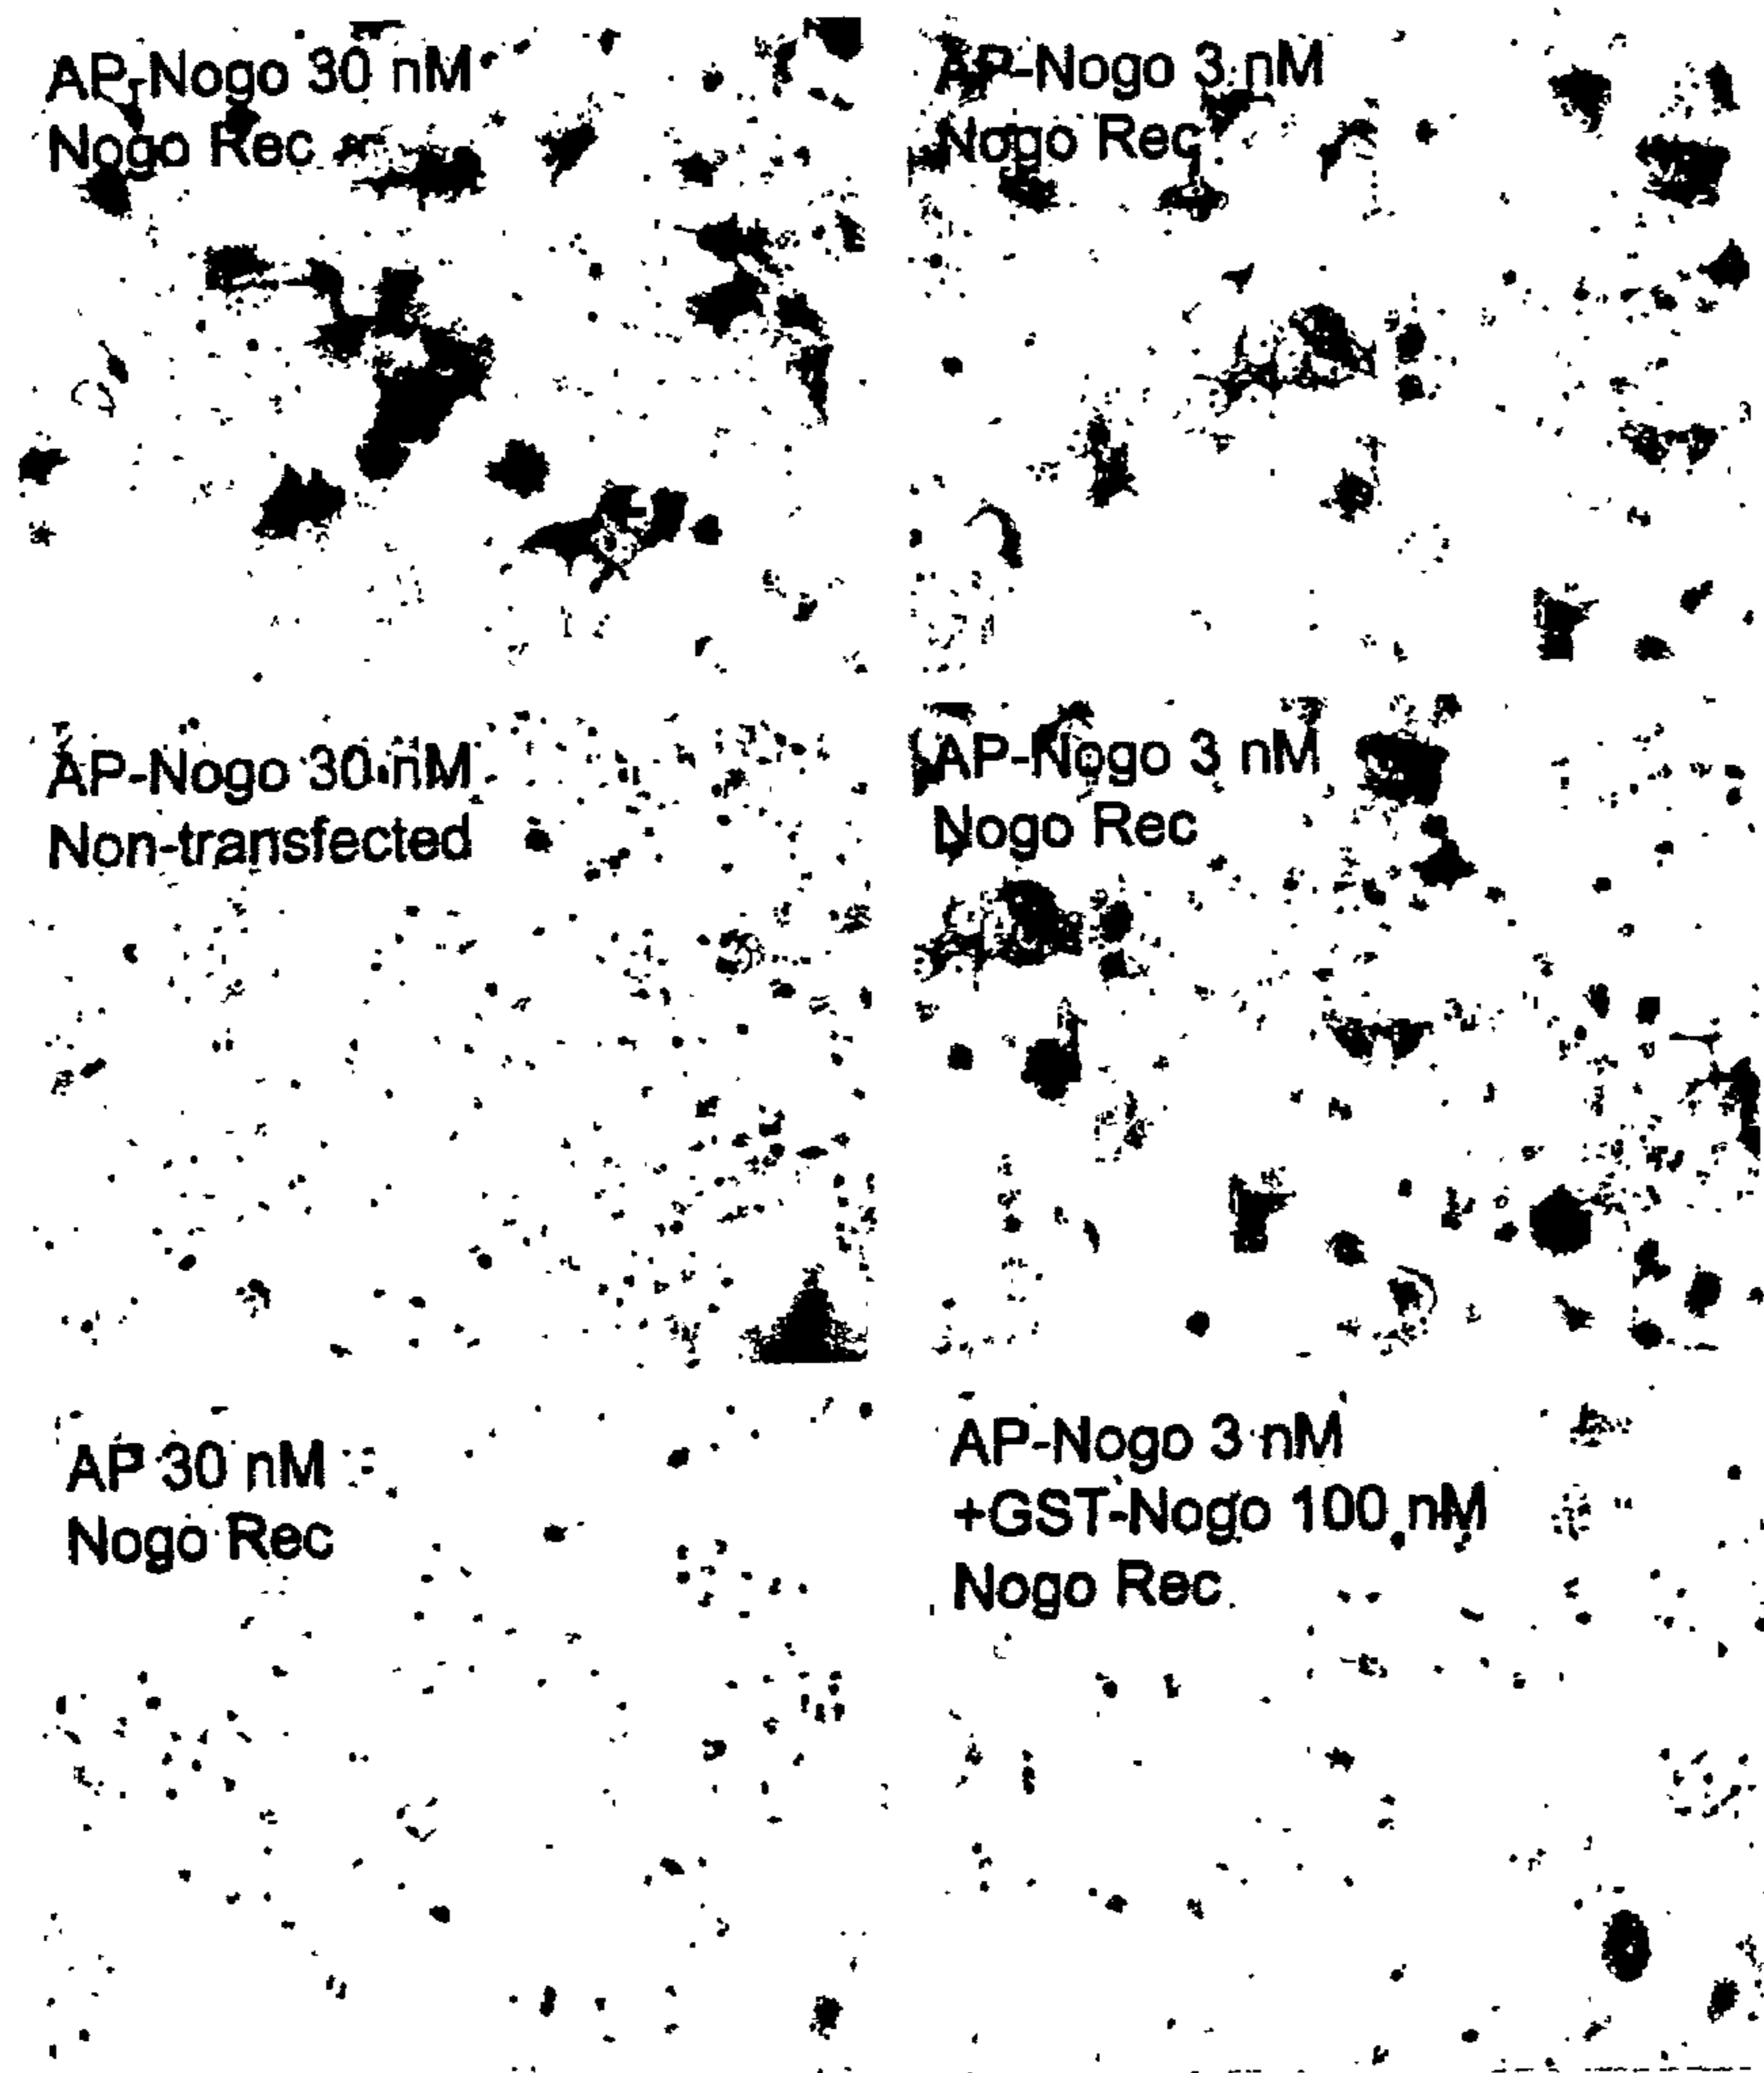 AP-Nogo 30 nM
Nogo Rec
AP-Nogo 3 nM
Nogo Rec
AP-Nogo 30 nM
Non-transfected
AP-Nogo 3 nM
Nogo Rec
AP 30 nM
Nogo Rec
AP-Nogo 3 nM
+GST-Nogo 100 nM
Nogo Rec